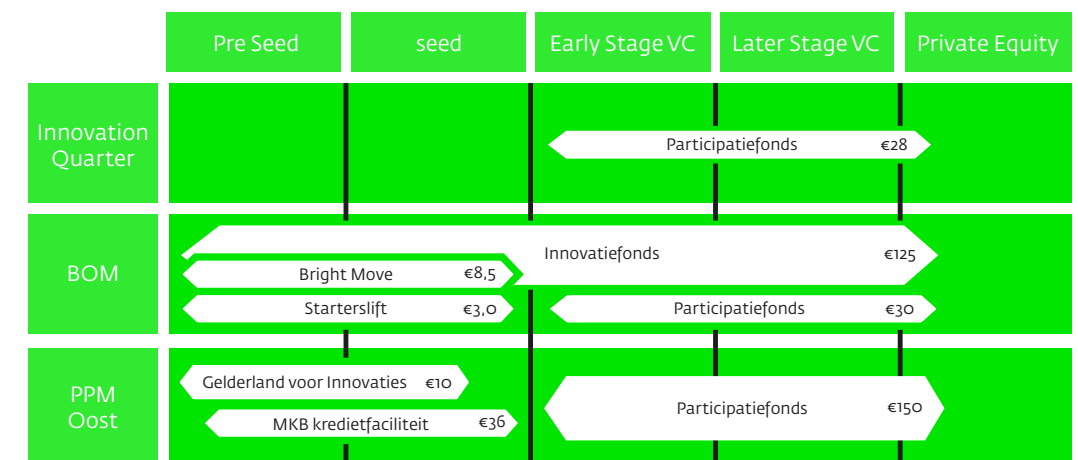 Pre Seed
seed
Early Stage VC
Later Stage VC
Private Equity
Innovation
Quarter
Participatiefonds €28
BOM
Innovatiefonds €125
Bright Move €8,5
Starterslift €3,0
Participatiefonds €30
PPM
Oost
Gelderland voor Innovaties €10
MKB kredietfaciliteit €36
Participatiefonds €150